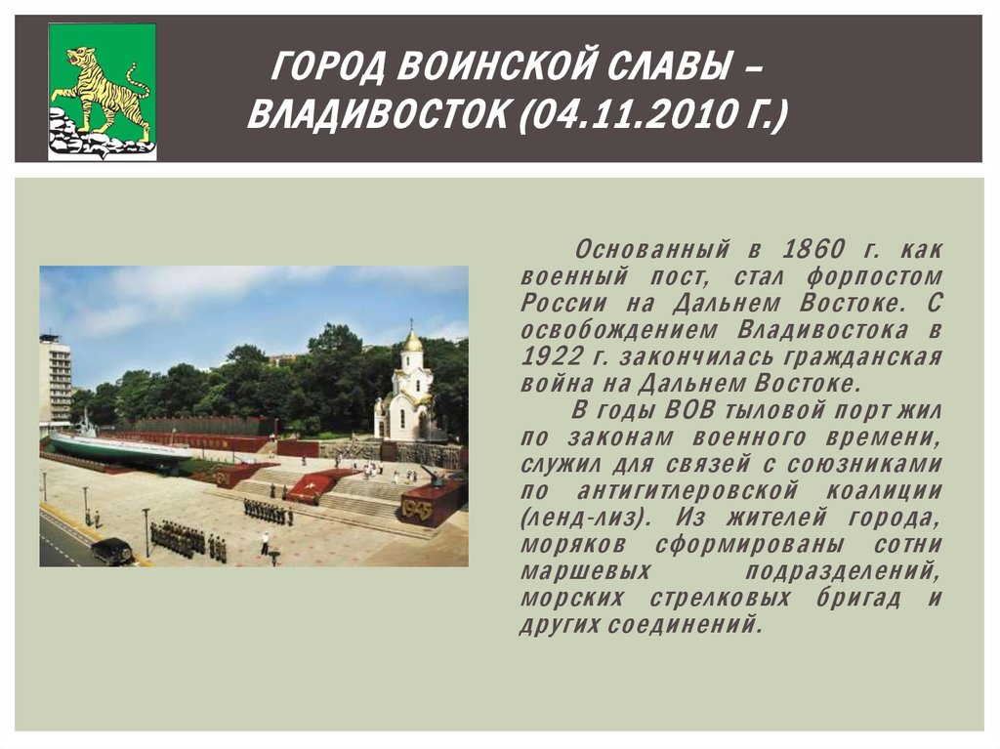 ГОРОД ВОИНСКОЙ СЛАВЫ –
ВЛАДИВОСТОК (04.11.2010 Г.)
Основанный в 1860 г. как
военный пост, стал форпостом
России на Дальнем Востоке. С
освобождением Владивостока в
1922 г. закончилась гражданская
война на Дальнем Востоке.
В годы ВОВ тыловой порт жил
по законам военного времени,
служил для связей с союзниками
по антигитлеровской коалиции
(ленд-лиз). Из жителей города,
моряков сформированы сотни
маршевых подразделений,
морских стрелковых бригад и
других соединений.
1945